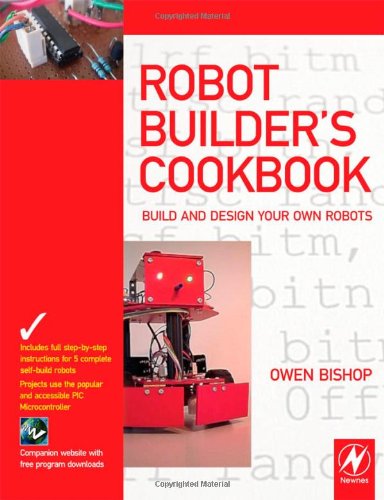 Copyrighted Material
ROBOT
BUILDER'S
COOKBOOK
BUILD AND DESIGN YOUR OWN ROBOTS
Includes full step-by-step
instructions for 5 complete
self-build robots
Projects use the popular
and accessible PIC
Microcontroller
Companion website with
free program downloads
OWEN BISHOP
Newnes
Copyrighted Material